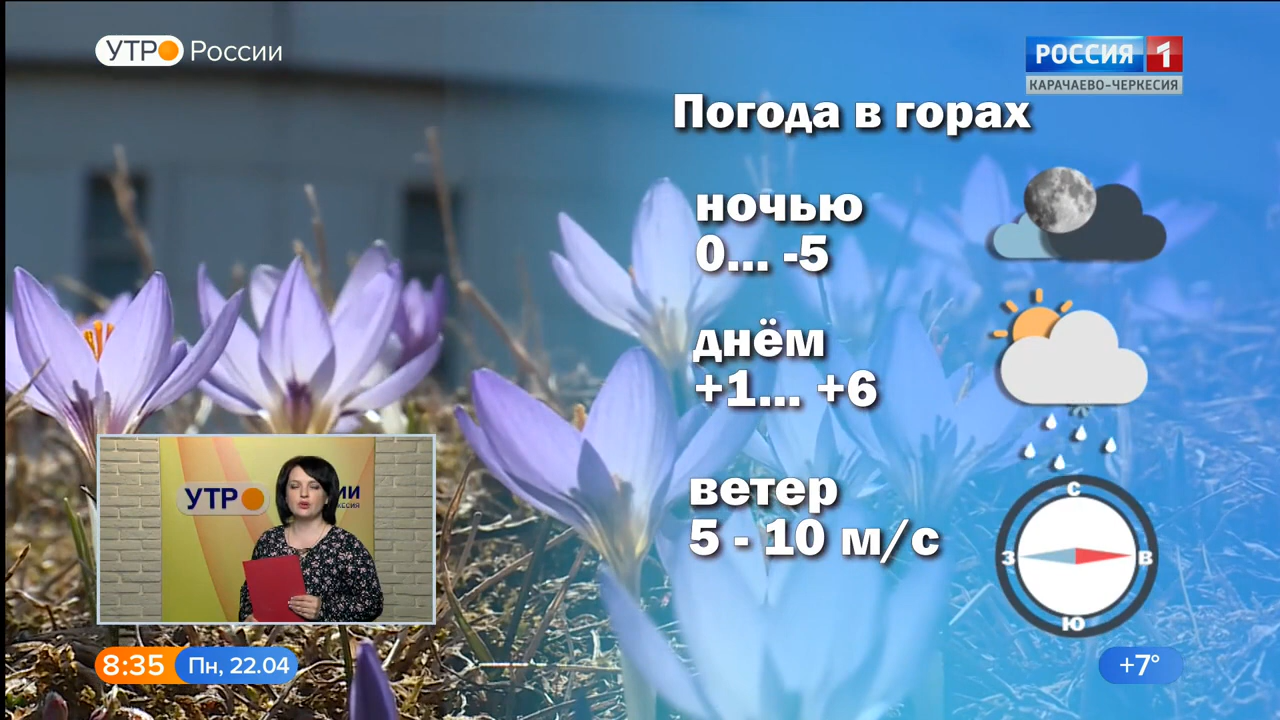 УТРО России
РОССИЯ 1
КАРАЧАЕВО-ЧЕРКЕСИЯ
Погода в горах
ночью
0... -5
днём
+1... +6
ветер
5 - 10 м/с
С
З
В
Ю
УТРО
8:35 Пн, 22.04
+7°